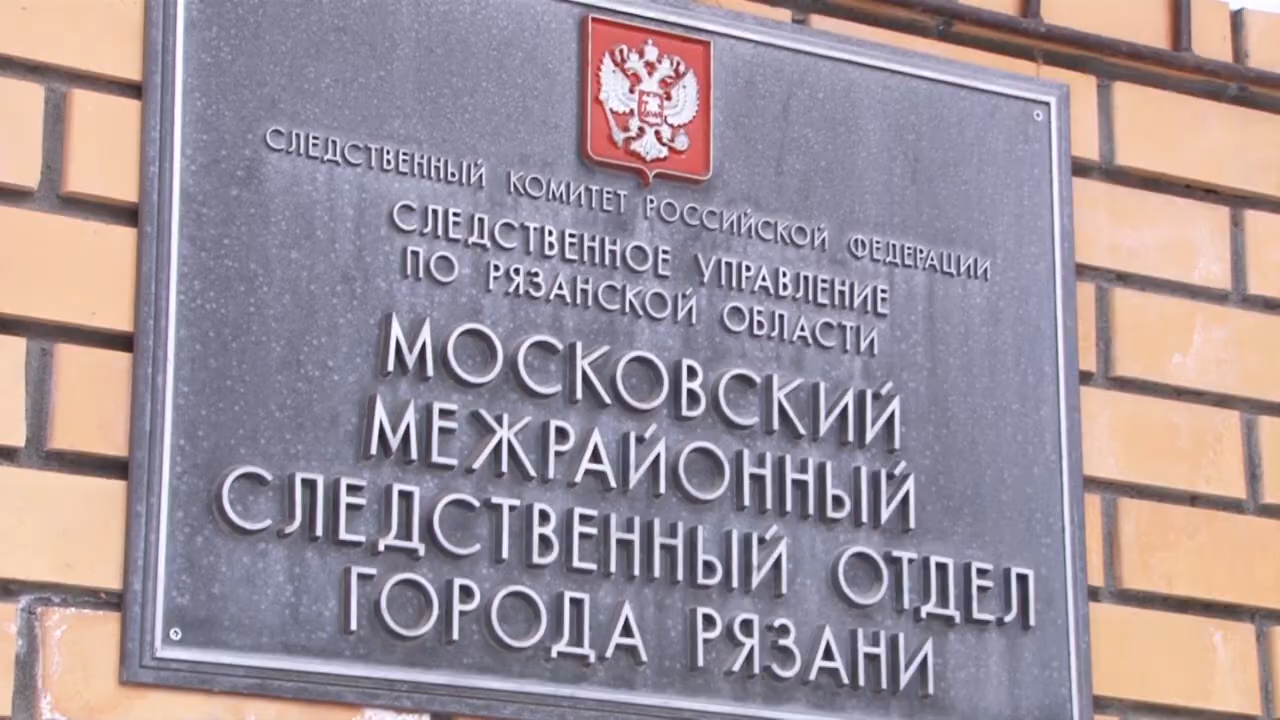 СЛЕДСТВЕННЫЙ КОМИТЕТ РОССИЙСКОЙ ФЕДЕРАЦИИ
СЛЕДСТВЕННОЕ УПРАВЛЕНИЕ
ПО РЯЗАНСКОЙ ОБЛАСТИ
МОСКОВСКИЙ
МЕЖРАЙОННЫЙ
СЛЕДСТВЕННЫЙ ОТДЕЛ
ГОРОДА РЯЗАНИ